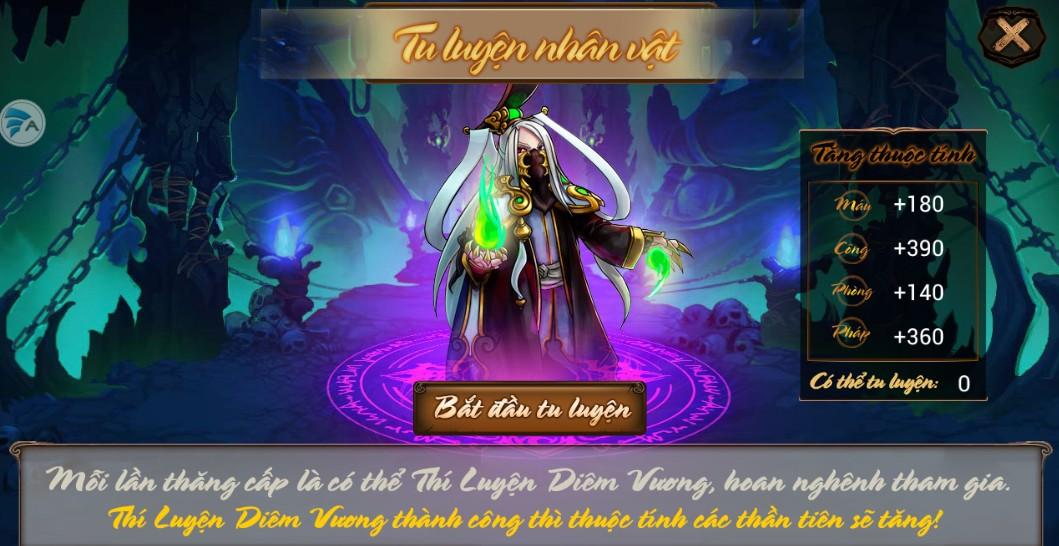 Tu luyện nhân vật
A
Tăng thuộc tính
Máu +180
Công +390
Phòng +140
Pháp +360
Có thể tu luyện: 0
Bắt đầu tu luyện
Mỗi lần thăng cấp là có thể Thí Luyện Diêm Vương, hoan nghênh tham gia.
Thí Luyện Diêm Vương thành công thì thuộc tính các thần tiên sẽ tăng!